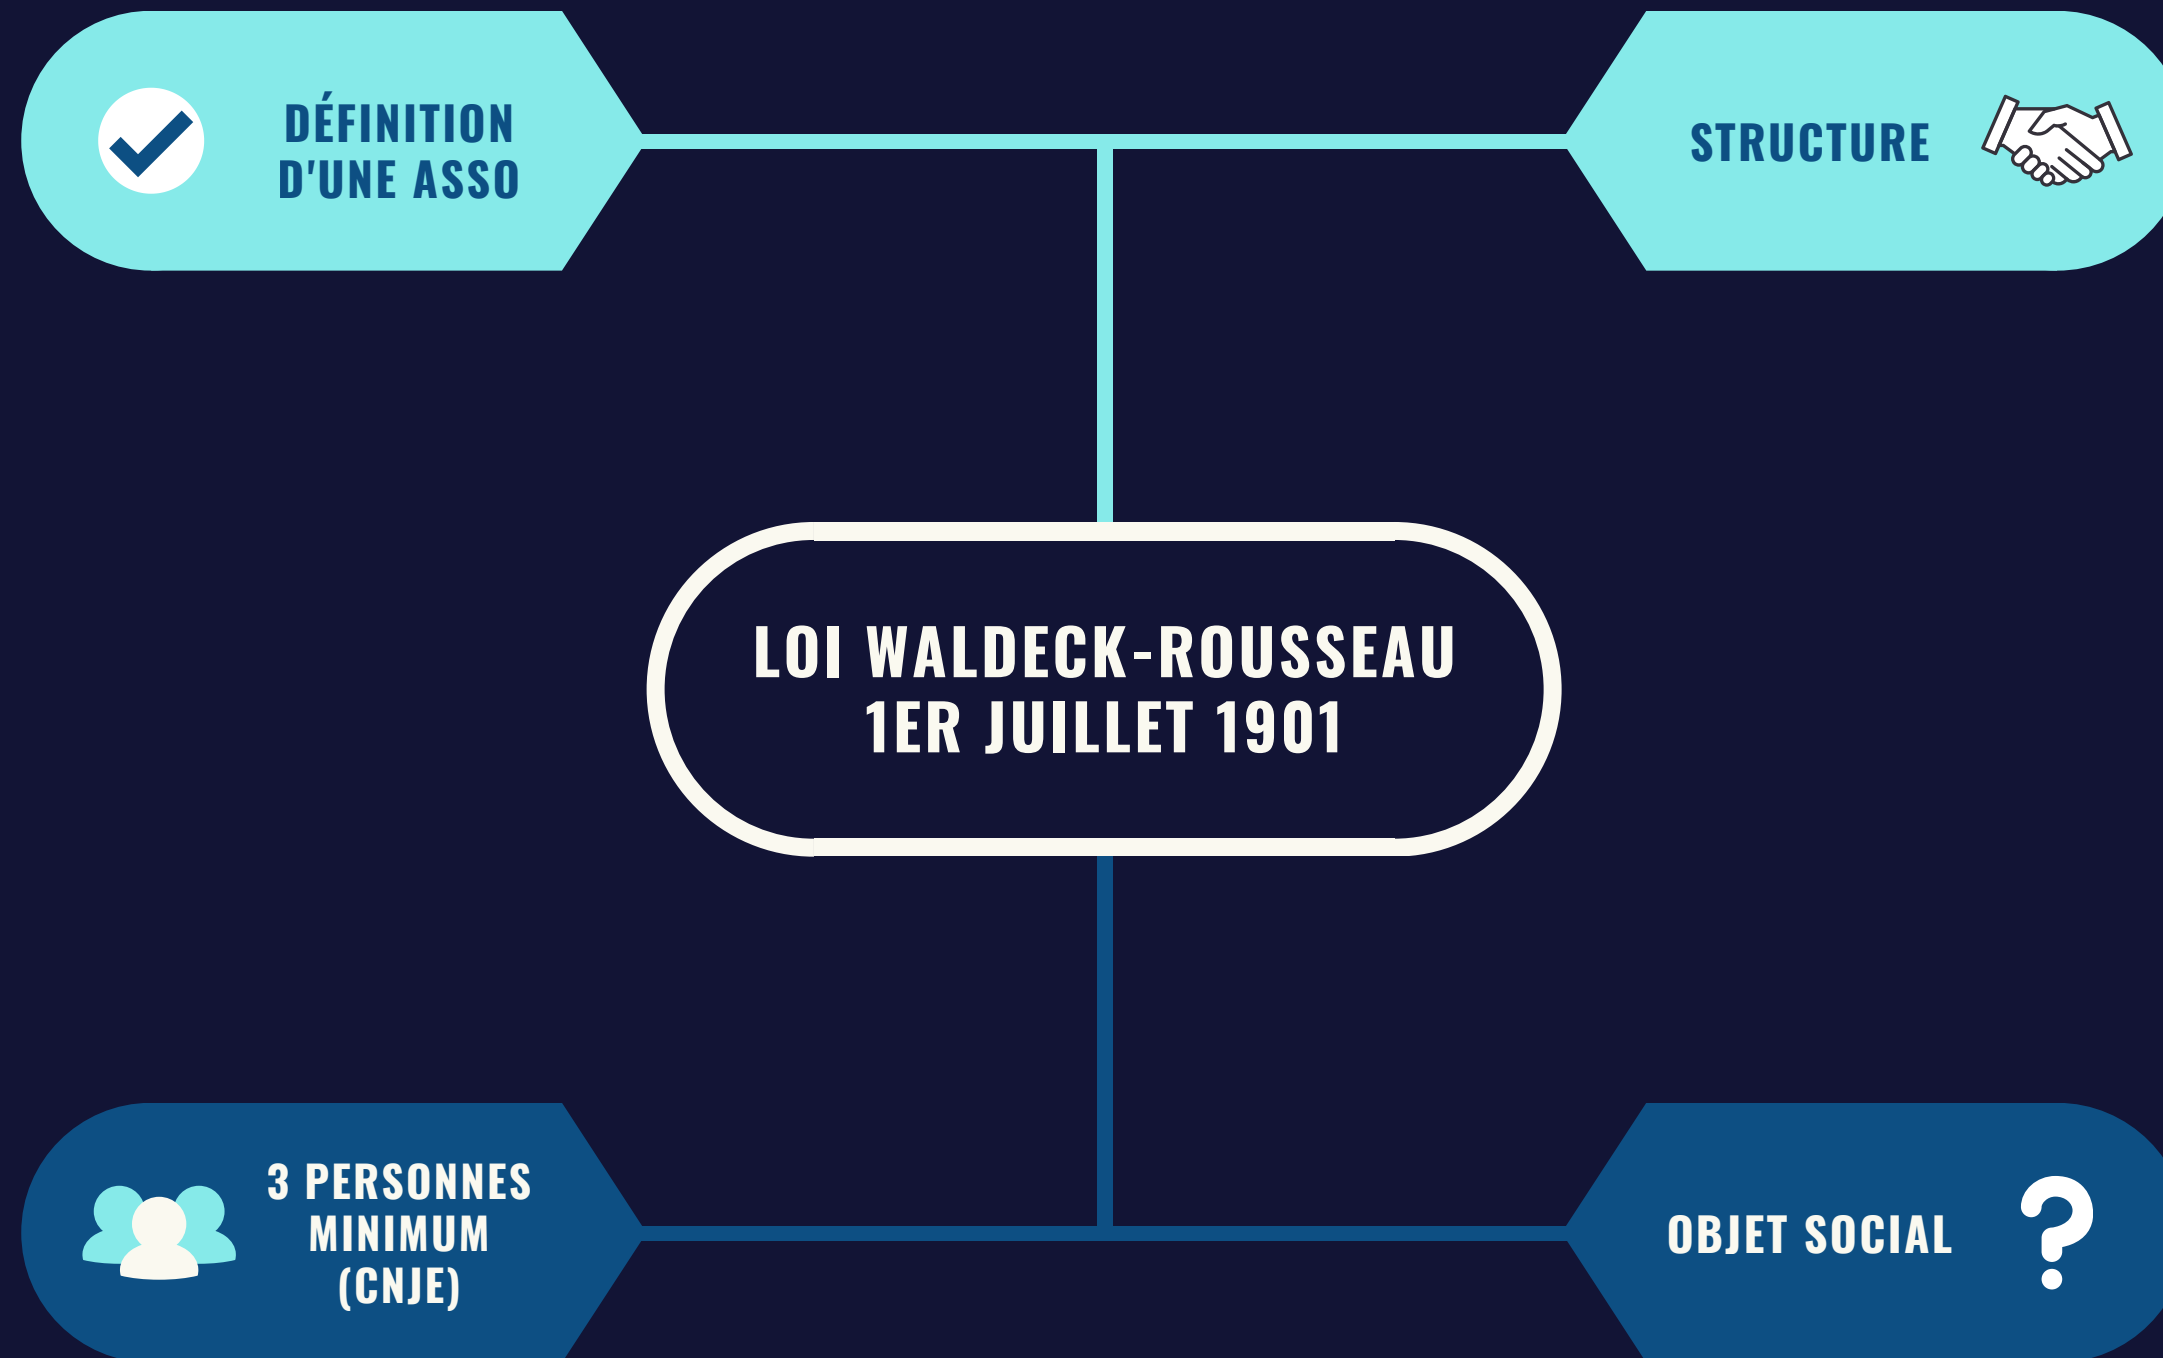 DÉFINITION
D'UNE ASSO
STRUCTURE
LOI WALDECK-ROUSSEAU
1ER JUILLET 1901
3 PERSONNES
MINIMUM
(CNJE)
OBJET SOCIAL